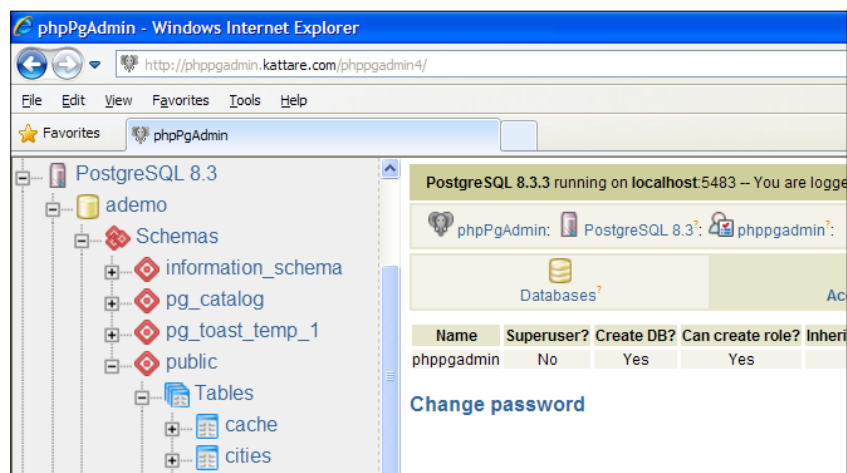 phpPgAdmin - Windows Internet Explorer
http://phppgadmin.kattare.com/phppgadmin4/
File Edit View Favorites Tools Help
Favorites phpPgAdmin
PostgreSQL 8.3
ademo
Schemas
information_schema
pg_catalog
pg_toast_temp_1
public
Tables
cache
cities
PostgreSQL 8.3.3 running on localhost:5483 -- You are logge
phpPgAdmin: PostgreSQL 8.3?: phppgadmin?:
Databases? Ac
Name Superuser? Create DB? Can create role? Inheri
phppgadmin No Yes Yes
Change password